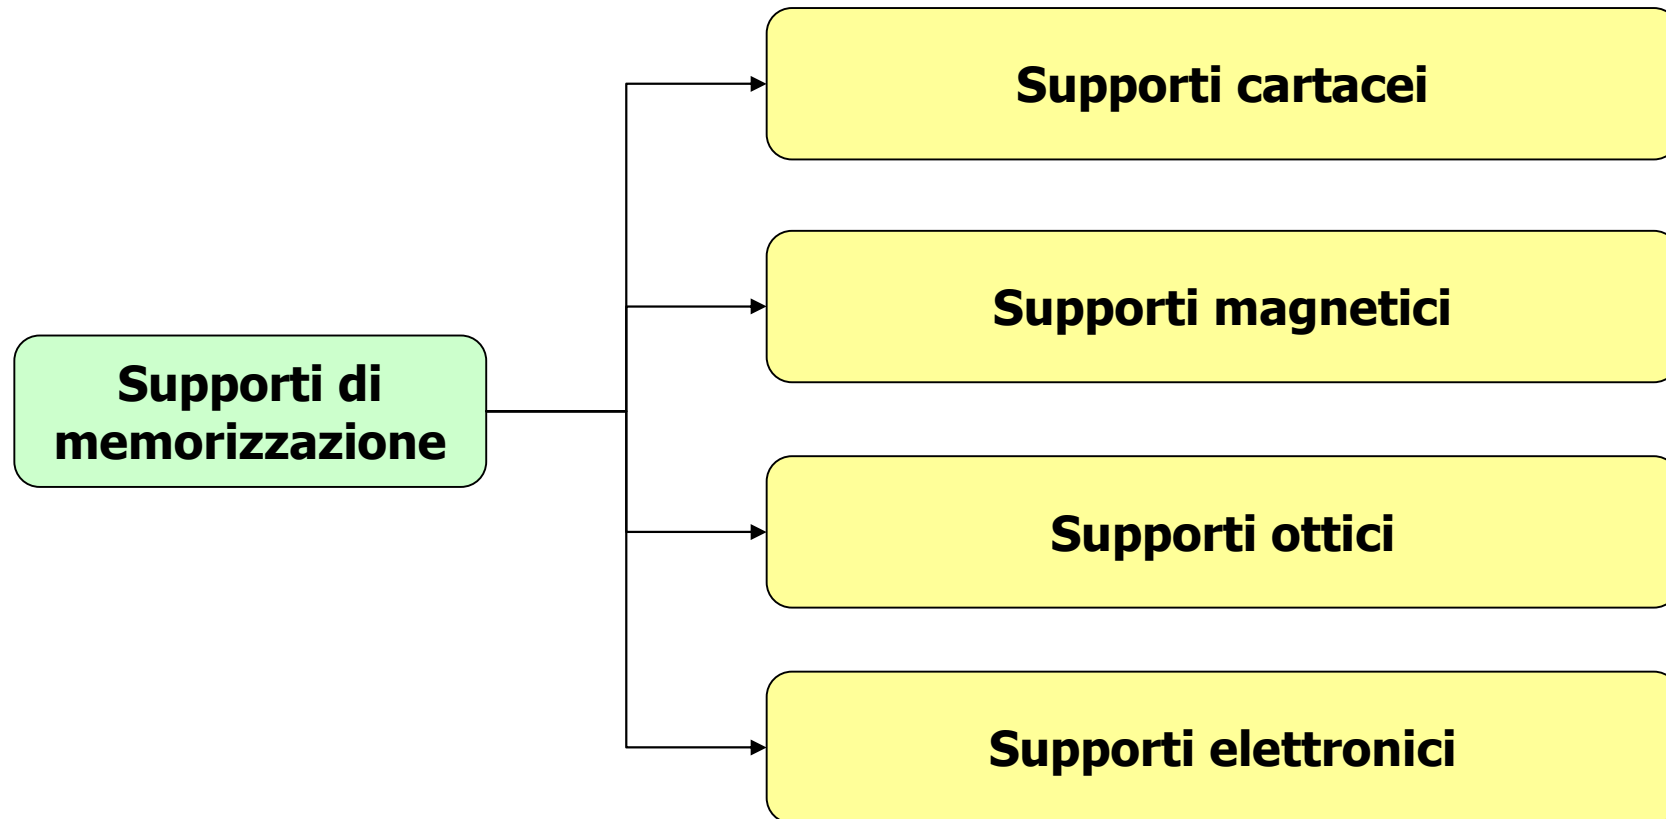 Supporti cartacei
Supporti magnetici
Supporti di
memorizzazione
Supporti ottici
Supporti elettronici